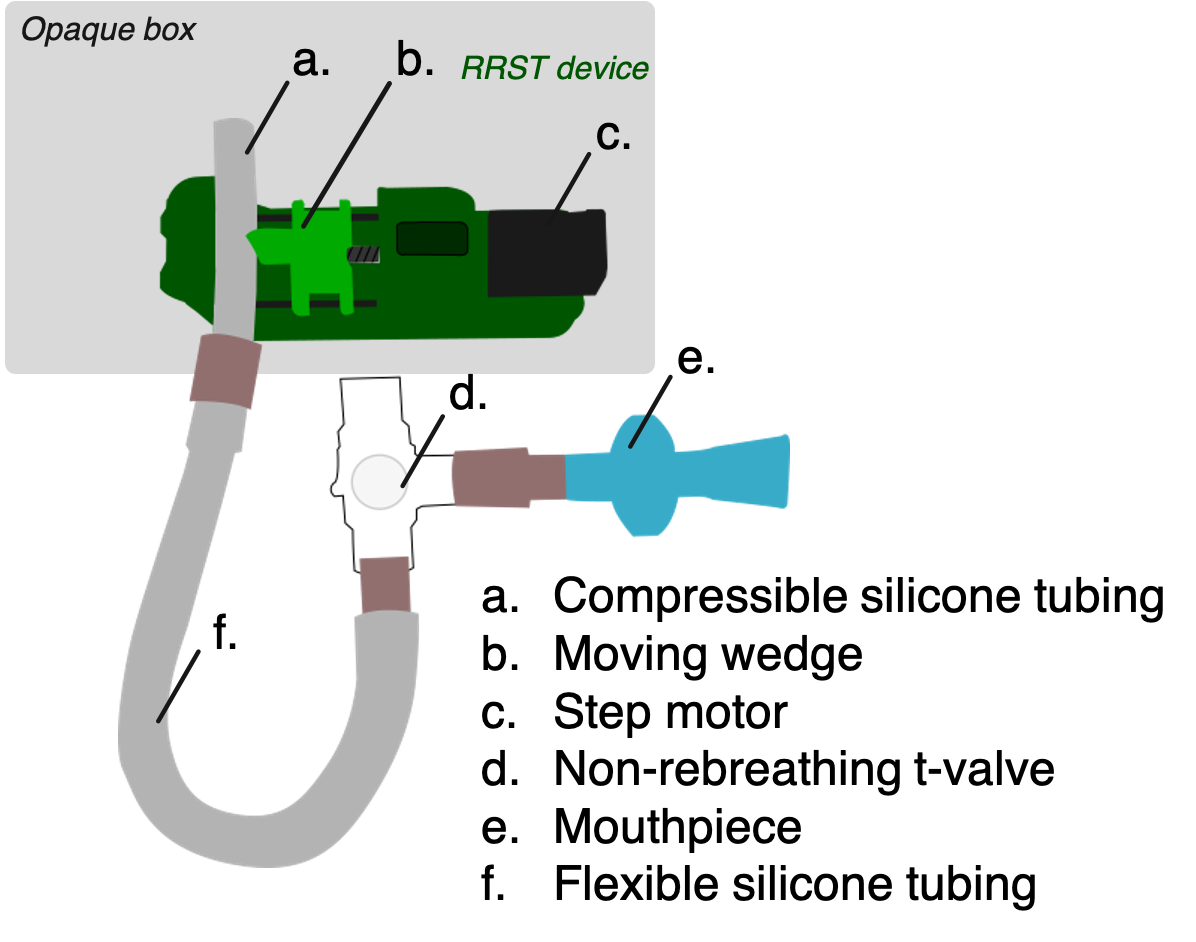 Opaque box
a.
b.
RRST device
c.
e.
d.
f.
a. Compressible silicone tubing
b. Moving wedge
c. Step motor
d. Non-rebreathing t-valve
e. Mouthpiece
f. Flexible silicone tubing